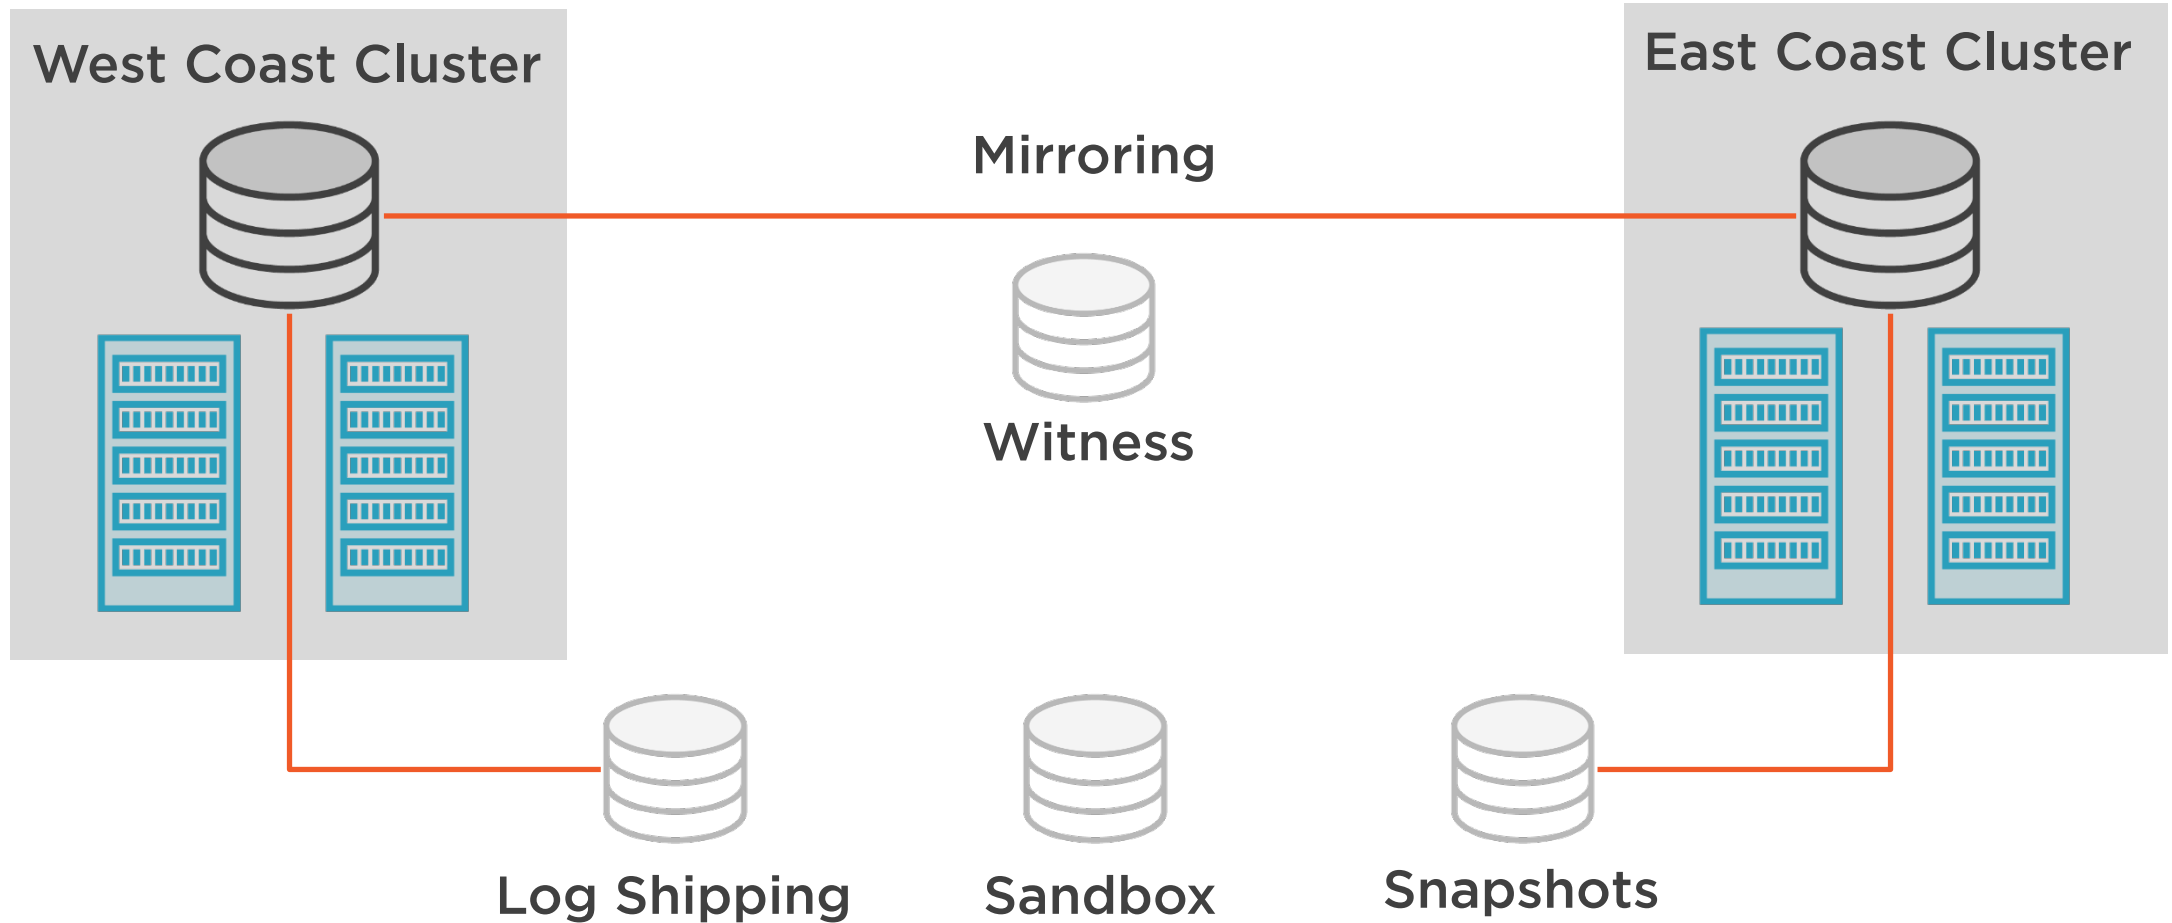 West Coast Cluster
East Coast Cluster
Mirroring
Witness
Log Shipping
Sandbox
Snapshots